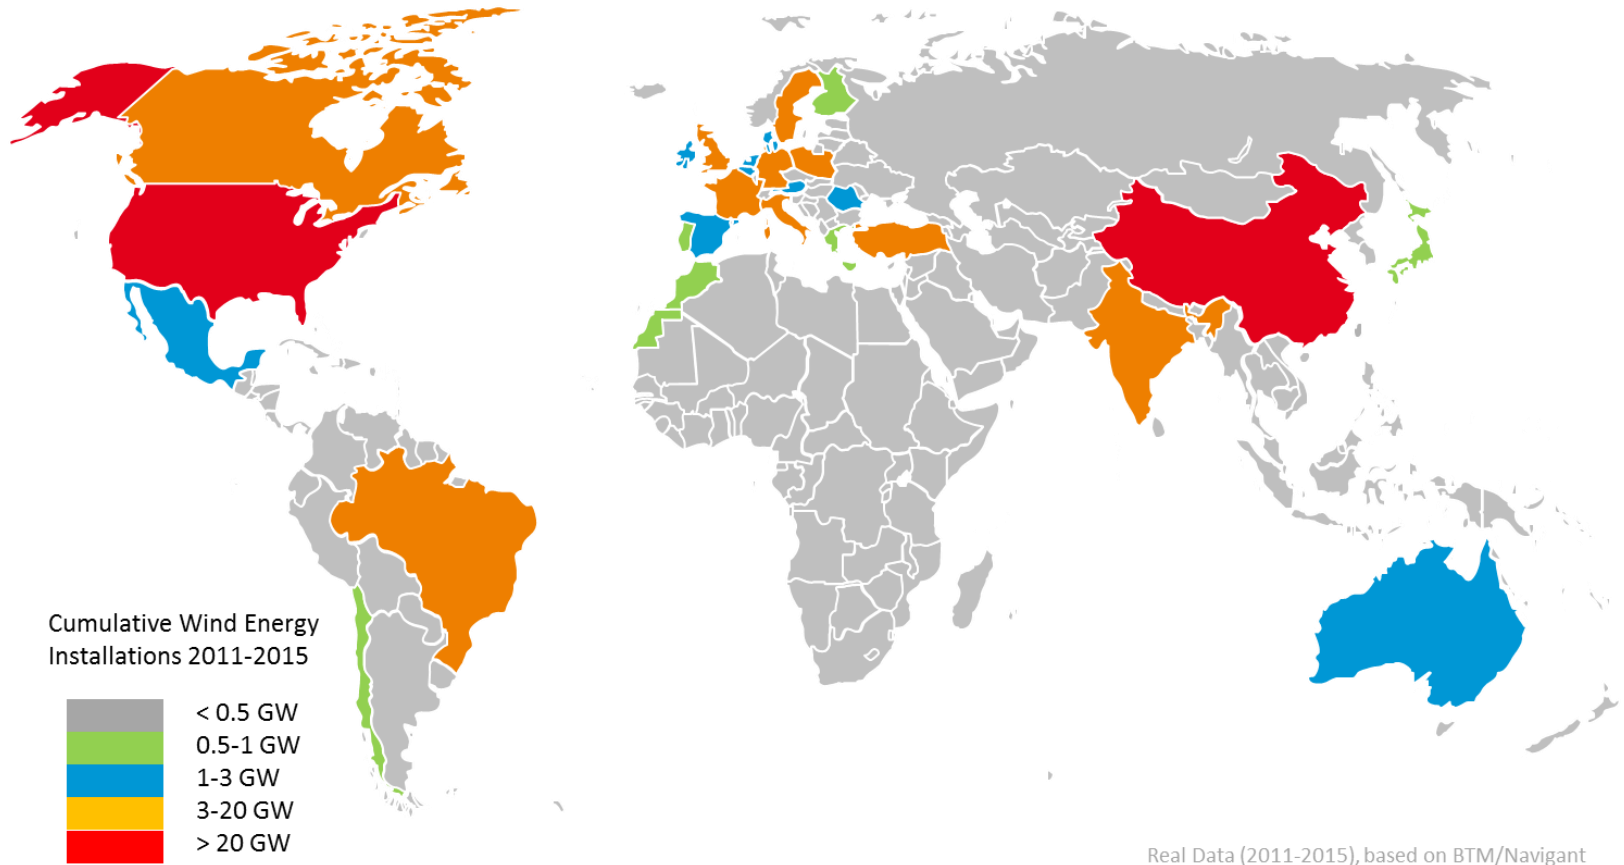 Cumulative Wind Energy
Installations 2011-2015
< 0.5 GW
0.5-1 GW
1-3 GW
3-20 GW
> 20 GW
Real Data (2011-2015), based on BTM/Navigant